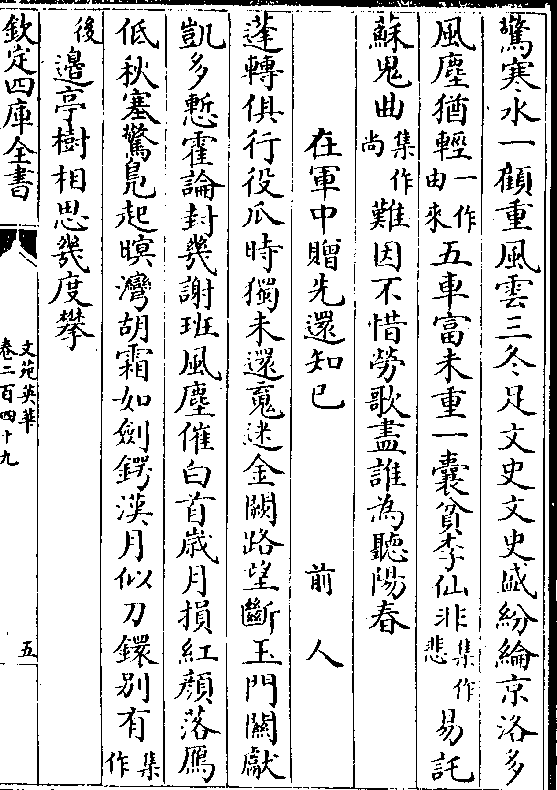 驚寒水一顧重風雲三冬足文史文史盛紛綸京洛多
風塵猶輕一作由來五車富未重一囊貧李仙非集作悲易託
蘇鬼曲集作尚難因不惜勞歌盡誰為聽陽春
在軍中贈先還知已 前人
蓬轉俱行役瓜時獨未還䰟迷金闕路望斷玉門關獻
凱多慙霍論封幾謝班風塵催白首歲月損紅顏落鴈
低秋塞驚鳧起暝灣胡霜如劍鍔漢月似刀鐶別有集作
後邊亭樹相思幾度攀
欽定四庫全書
文苑英華
卷二百四十九
五